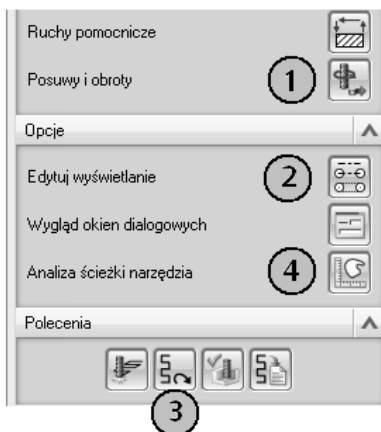 Ruchy pomocnicze
Posuwy i obroty 1
Opcje
Edytuj wyświetlanie 2
Wygląd okien dialogowych
Analiza ścieżki narzędzia 4
Polecenia
3